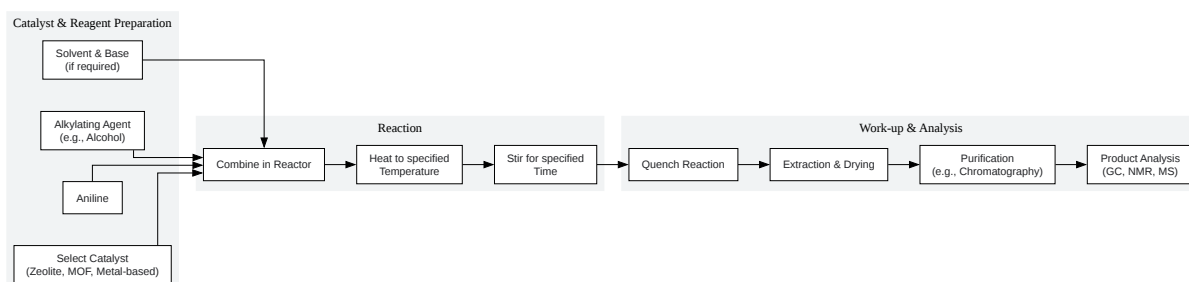 Catalyst & Reagent Preparation
Solvent & Base
(if required)
Alkylating Agent
(e.g., Alcohol)
Aniline
Select Catalyst
(Zeolite, MOF, Metal-based)
Reaction
Combine in Reactor
Heat to specified
Temperature
Stir for specified
Time
Work-up & Analysis
Quench Reaction
Extraction & Drying
Purification
(e.g., Chromatography)
Product Analysis
(GC, NMR, MS)